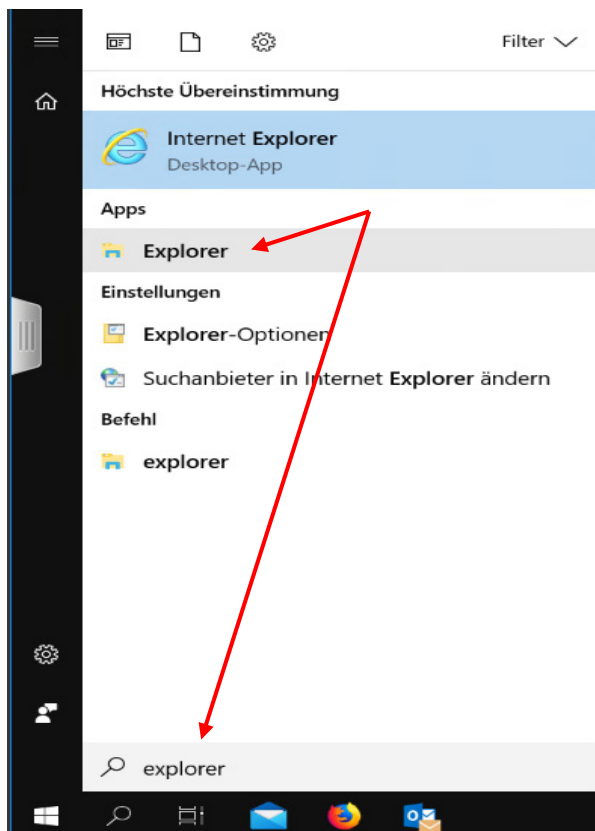 Filter
Höchste Übereinstimmung
Internet Explorer
Desktop-App
Apps
Explorer
Einstellungen
Explorer-Optionen
Suchanbieter in Internet Explorer ändern
Befehl
explorer
explorer